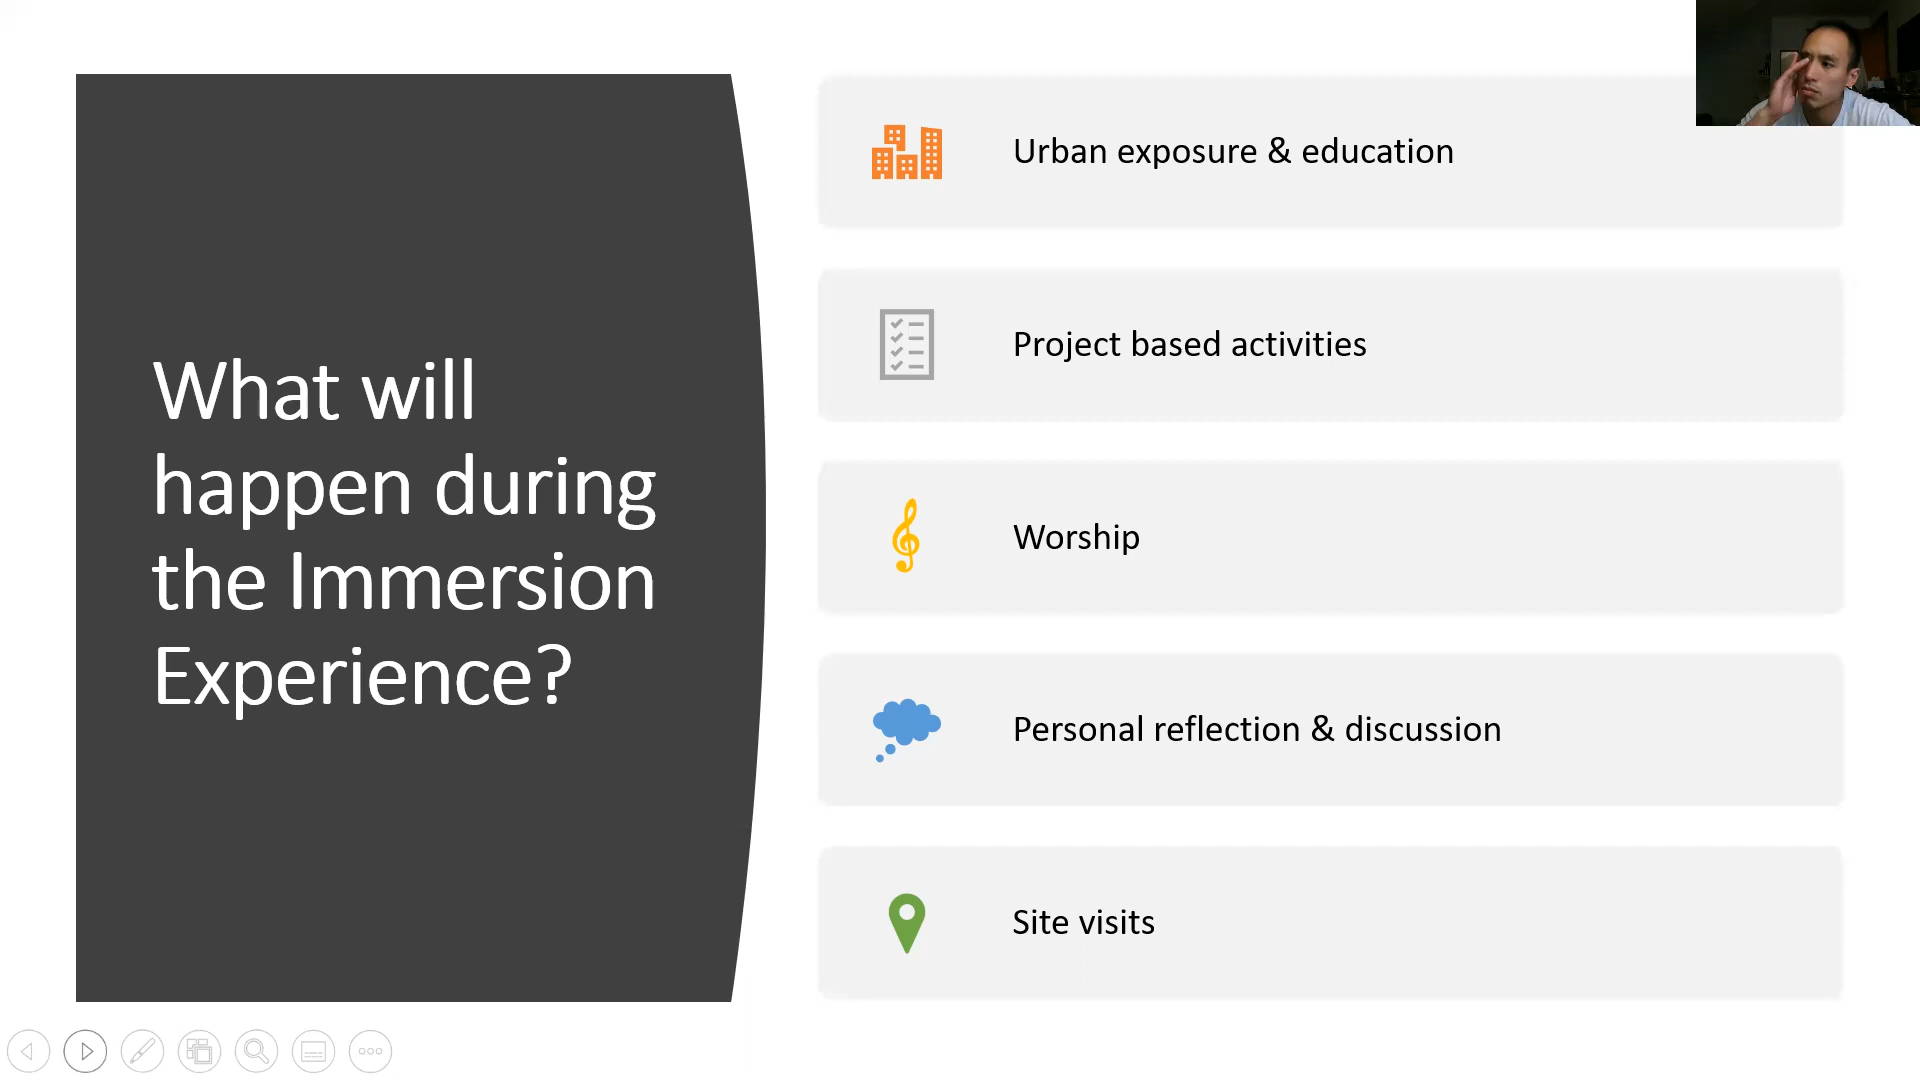 What will
happen during
the Immersion
Experience?
Urban exposure & education
Project based activities
Worship
Personal reflection & discussion
Site visits